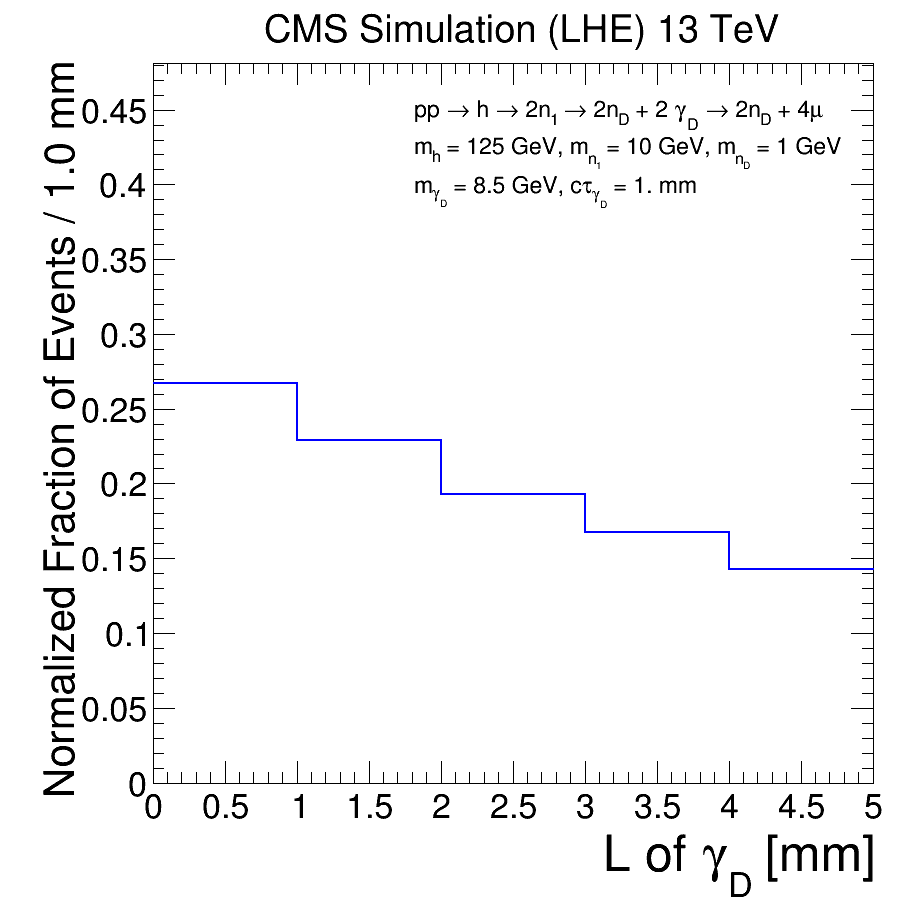 CMS Simulation (LHE) 13 TeV
pp → h → 2n₁ → 2n_D + 2 γ_D → 2n_D + 4μ
m_h = 125 GeV, m_n₁ = 10 GeV, m_n_D = 1 GeV
m_γ_D = 8.5 GeV, cτ_γ_D = 1. mm
Normalized Fraction of Events / 1.0 mm
0.45
0.4
0.35
0.3
0.25
0.2
0.15
0.1
0.05
0
0 0.5 1 1.5 2 2.5 3 3.5 4 4.5 5
L of γ_D [mm]